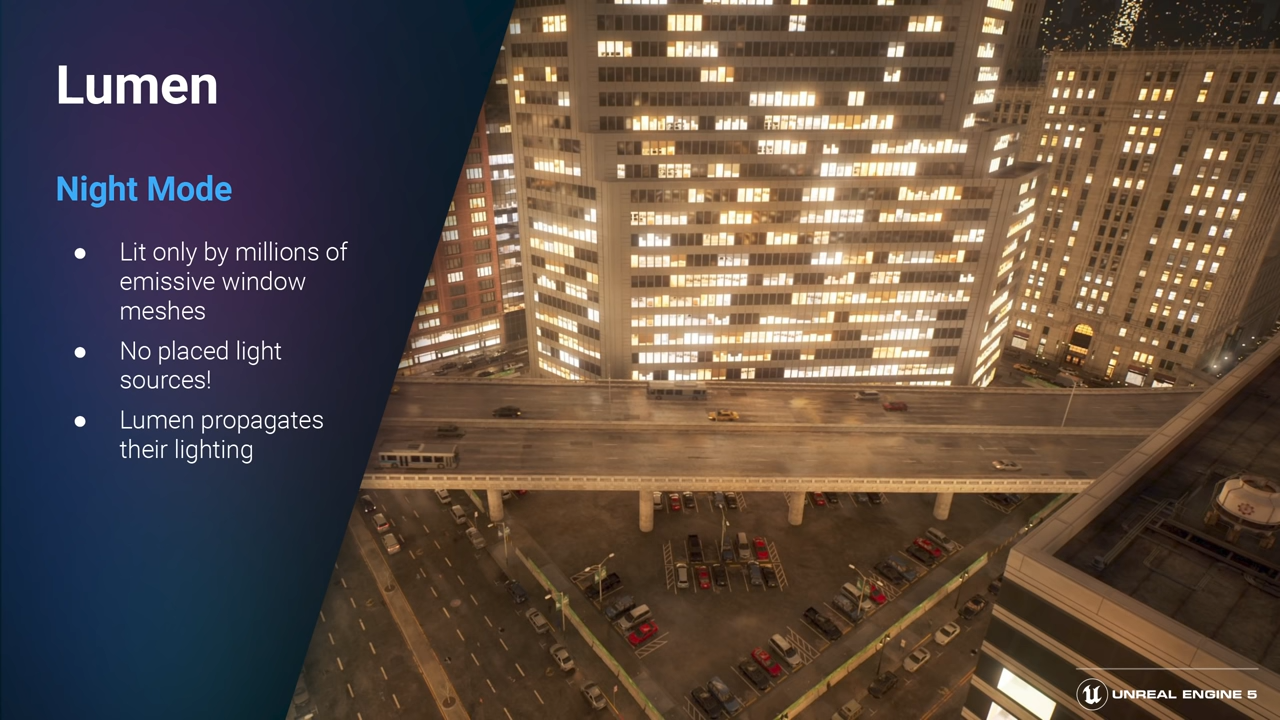 Lumen
Night Mode
● Lit only by millions of
emissive window
meshes
● No placed light
sources!
● Lumen propagates
their lighting
UNREAL ENGINE 5